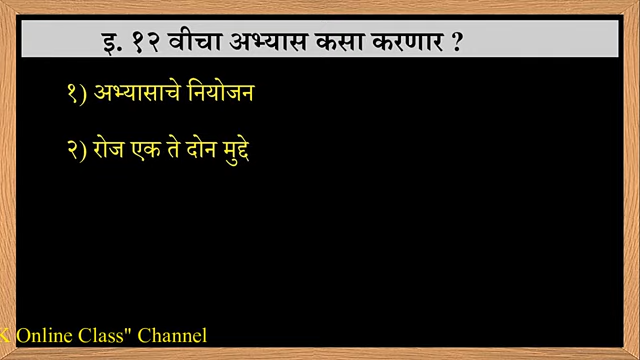 इ. १२ वीचा अभ्यास कसा करणार ?
१) अभ्यासाचे नियोजन
२) रोज एक ते दोन मुद्दे
K Online Class" Channel